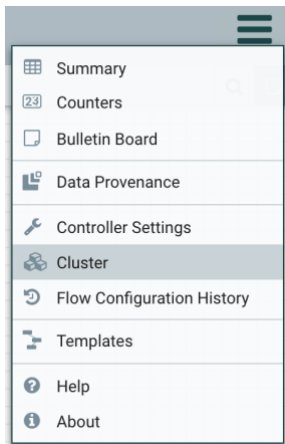 Summary
Counters
Bulletin Board
Data Provenance
Controller Settings
Cluster
Flow Configuration History
Templates
Help
About